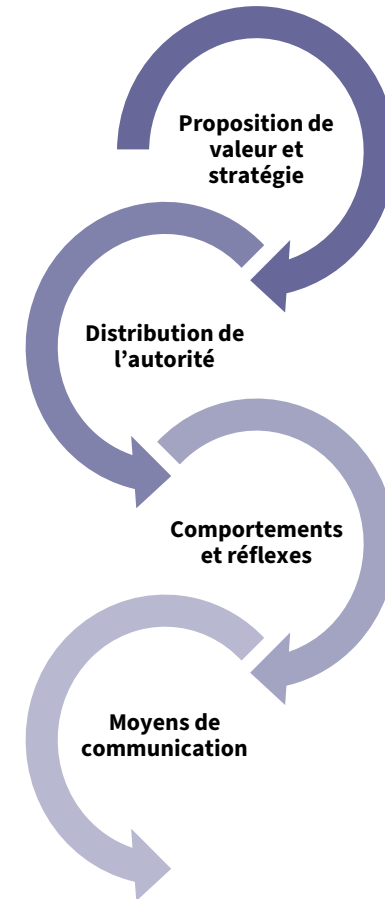 Proposition de
valeur et
stratégie
Distribution de
l’autorité
Comportements
et réflexes
Moyens de
communication